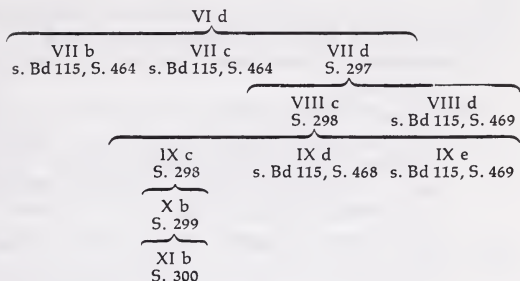 VI d
VII b VII c VII d
s. Bd 115, S. 464 s. Bd 115, S. 464 S. 297
VIII c VIII d
S. 298 s. Bd 115, S. 469
IX c IX d IX e
S. 298 s. Bd 115, S. 468 s. Bd 115, S. 469
X b
S. 299
XI b
S. 300